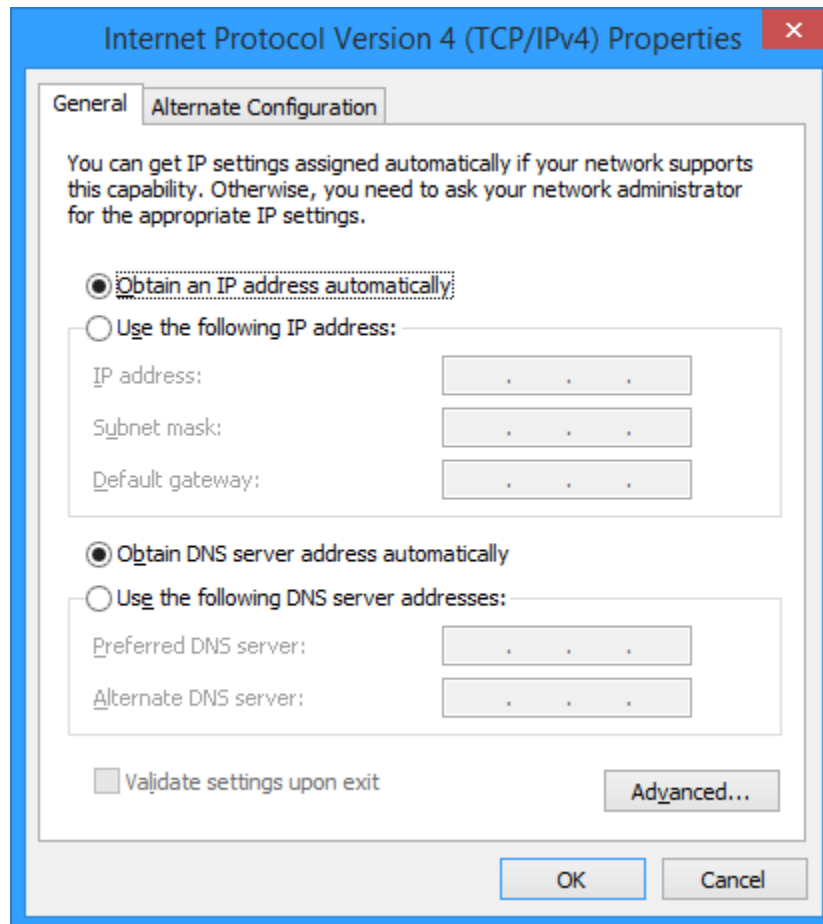 Internet Protocol Version 4 (TCP/IPv4) Properties
General
Alternate Configuration
You can get IP settings assigned automatically if your network supports
this capability. Otherwise, you need to ask your network administrator
for the appropriate IP settings.
Obtain an IP address automatically
Use the following IP address:
IP address:
Subnet mask:
Default gateway:
Obtain DNS server address automatically
Use the following DNS server addresses:
Preferred DNS server:
Alternate DNS server:
Validate settings upon exit
Advanced...
OK
Cancel